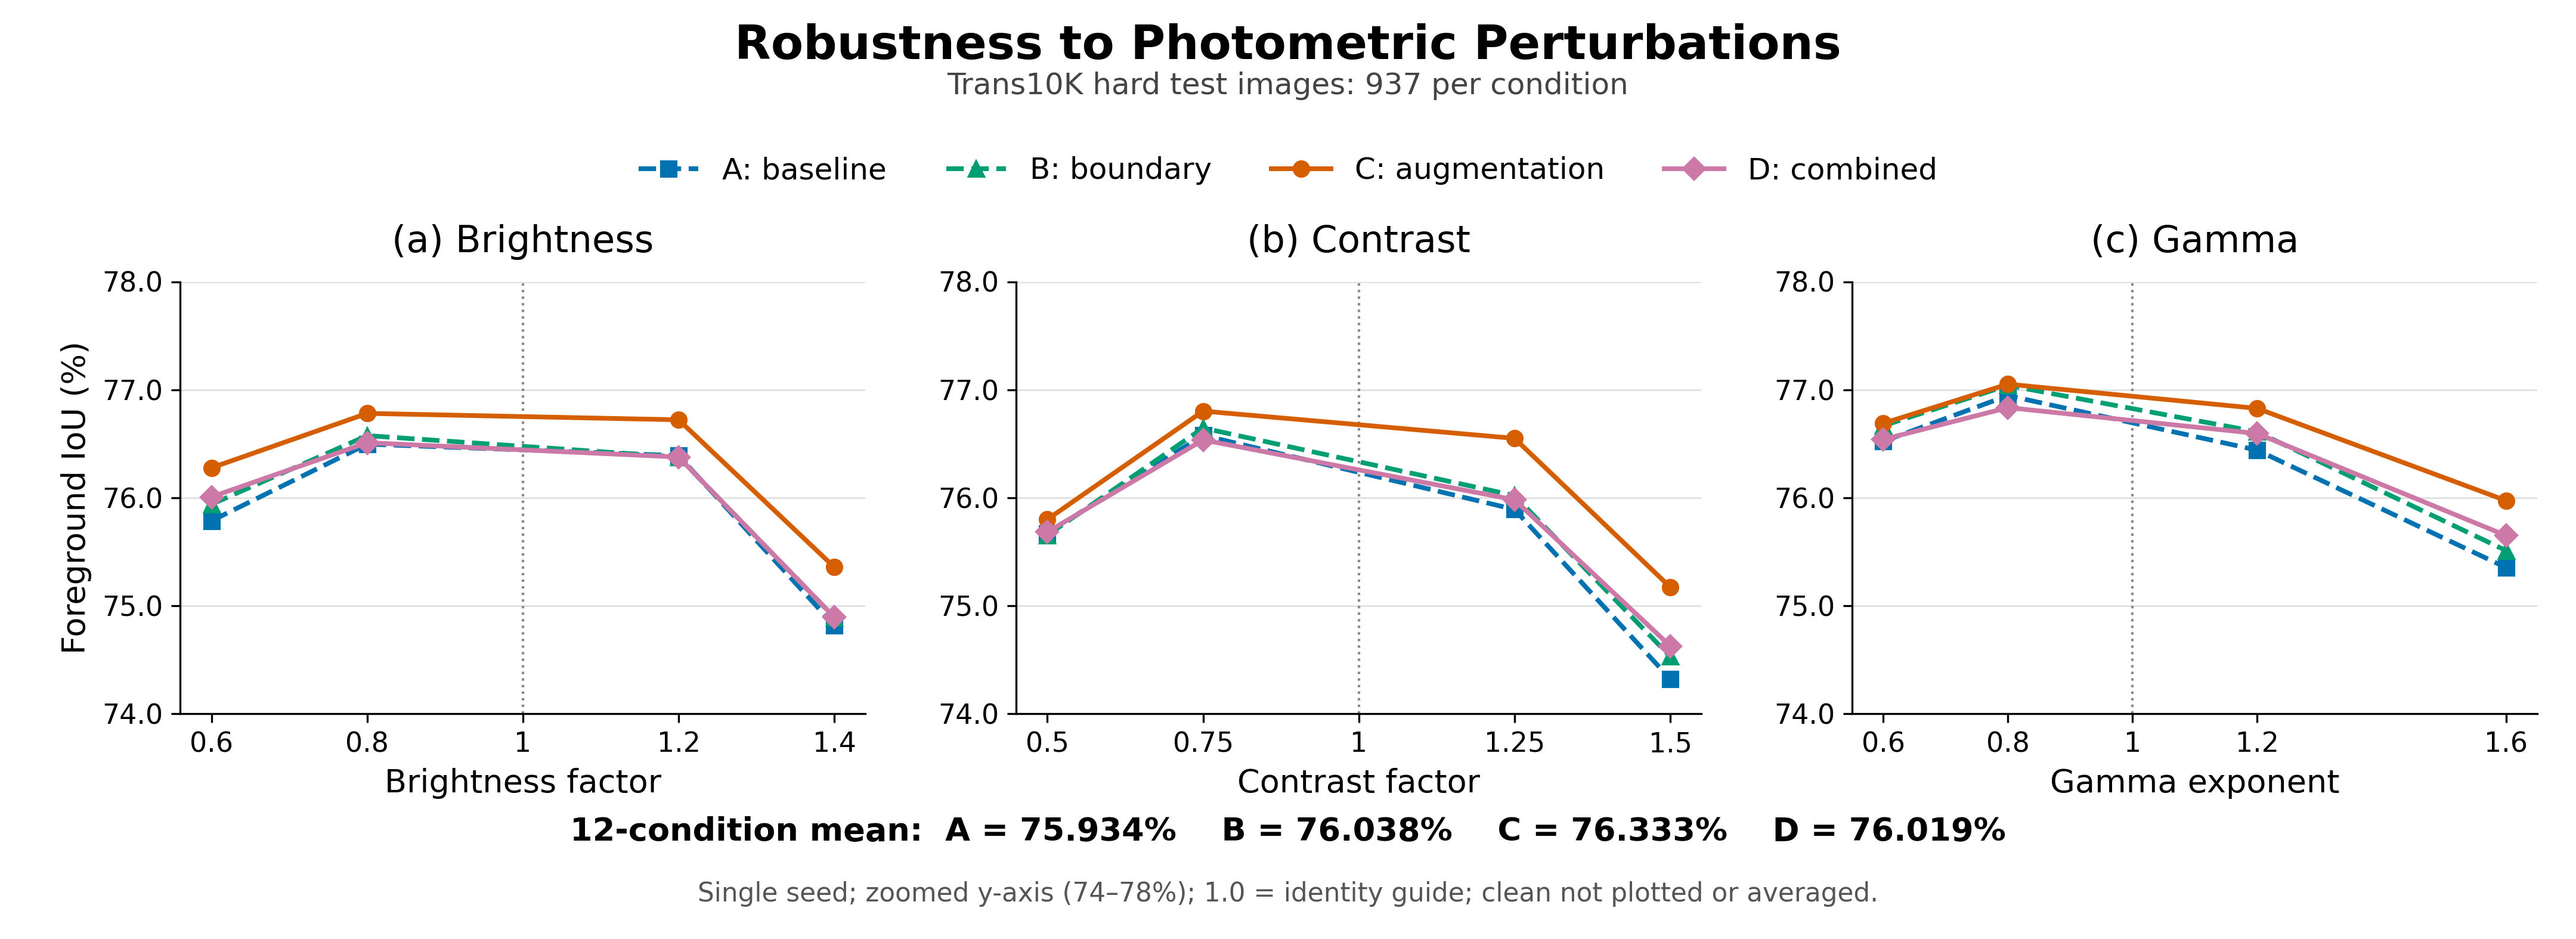 Robustness to Photometric Perturbations
Trans10K hard test images: 937 per condition
A: baseline B: boundary C: augmentation D: combined
(a) Brightness
Foreground IoU (%)
78.0
77.0
76.0
75.0
74.0
0.6 0.8 1 1.2 1.4
Brightness factor
(b) Contrast
78.0
77.0
76.0
75.0
74.0
0.5 0.75 1 1.25 1.5
Contrast factor
(c) Gamma
78.0
77.0
76.0
75.0
74.0
0.6 0.8 1 1.2 1.6
Gamma exponent
12-condition mean: A = 75.934% B = 76.038% C = 76.333% D = 76.019%
Single seed; zoomed y-axis (74–78%); 1.0 = identity guide; clean not plotted or averaged.